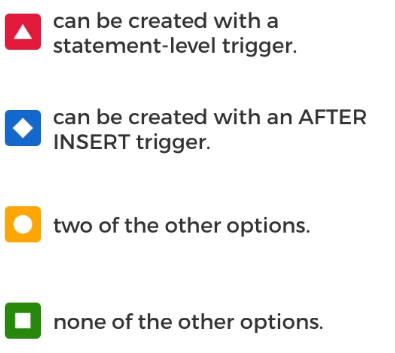 can be created with a
statement-level trigger.
can be created with an AFTER
INSERT trigger.
two of the other options.
none of the other options.